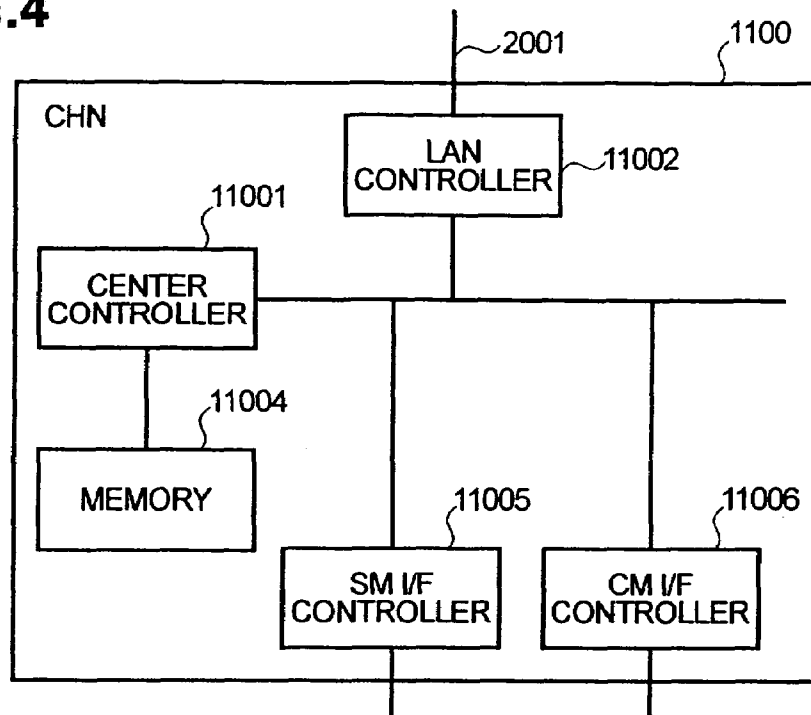 .4
2001
1100
CHN
LAN
CONTROLLER
11002
11001
CENTER
CONTROLLER
11004
MEMORY
11005
11006
SM I/F
CONTROLLER
CM I/F
CONTROLLER